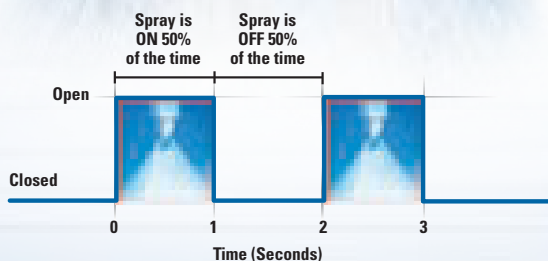 Spray is
ON 50%
of the time
Spray is
OFF 50%
of the time
Open
Closed
0 1 2 3
Time (Seconds)